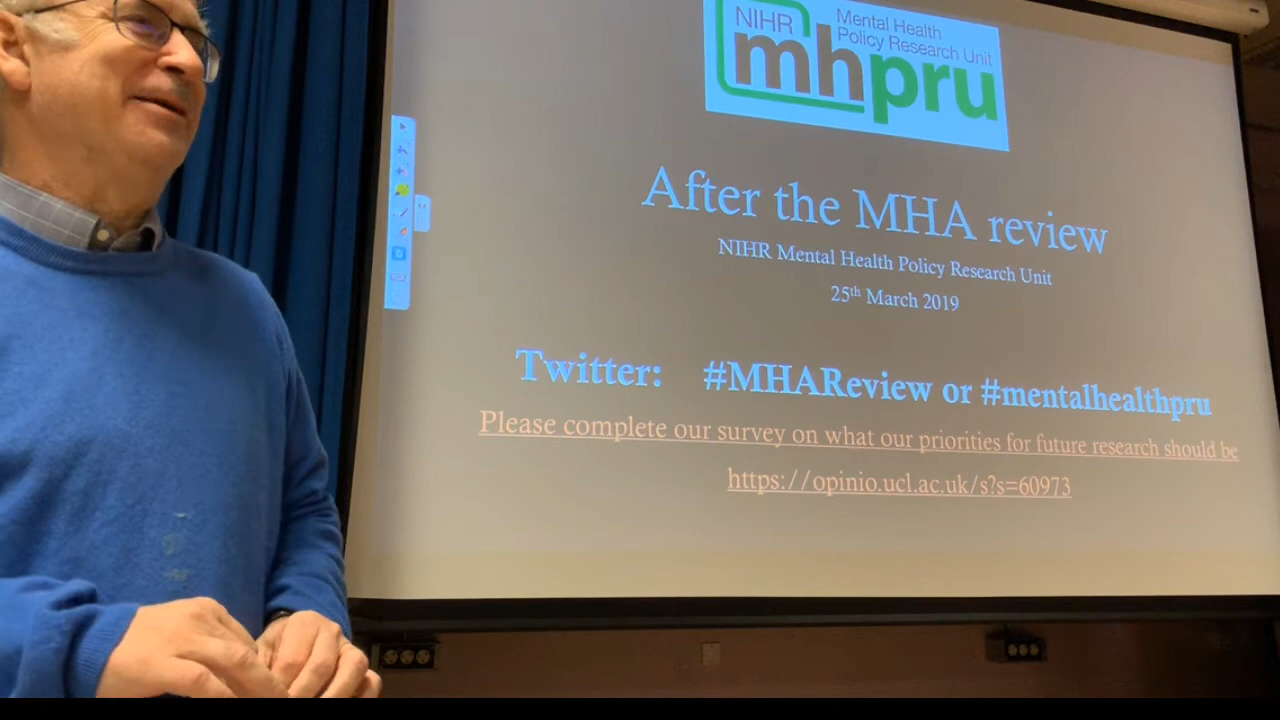 NIHR
Mental Health
Policy Research Unit
mhpru
After the MHA review
NIHR Mental Health Policy Research Unit
25th March 2019
Twitter: #MHAReview or #mentalhealthpru
Please complete our survey on what our priorities for future research should be
https://opinio.ucl.ac.uk/s?s=60973